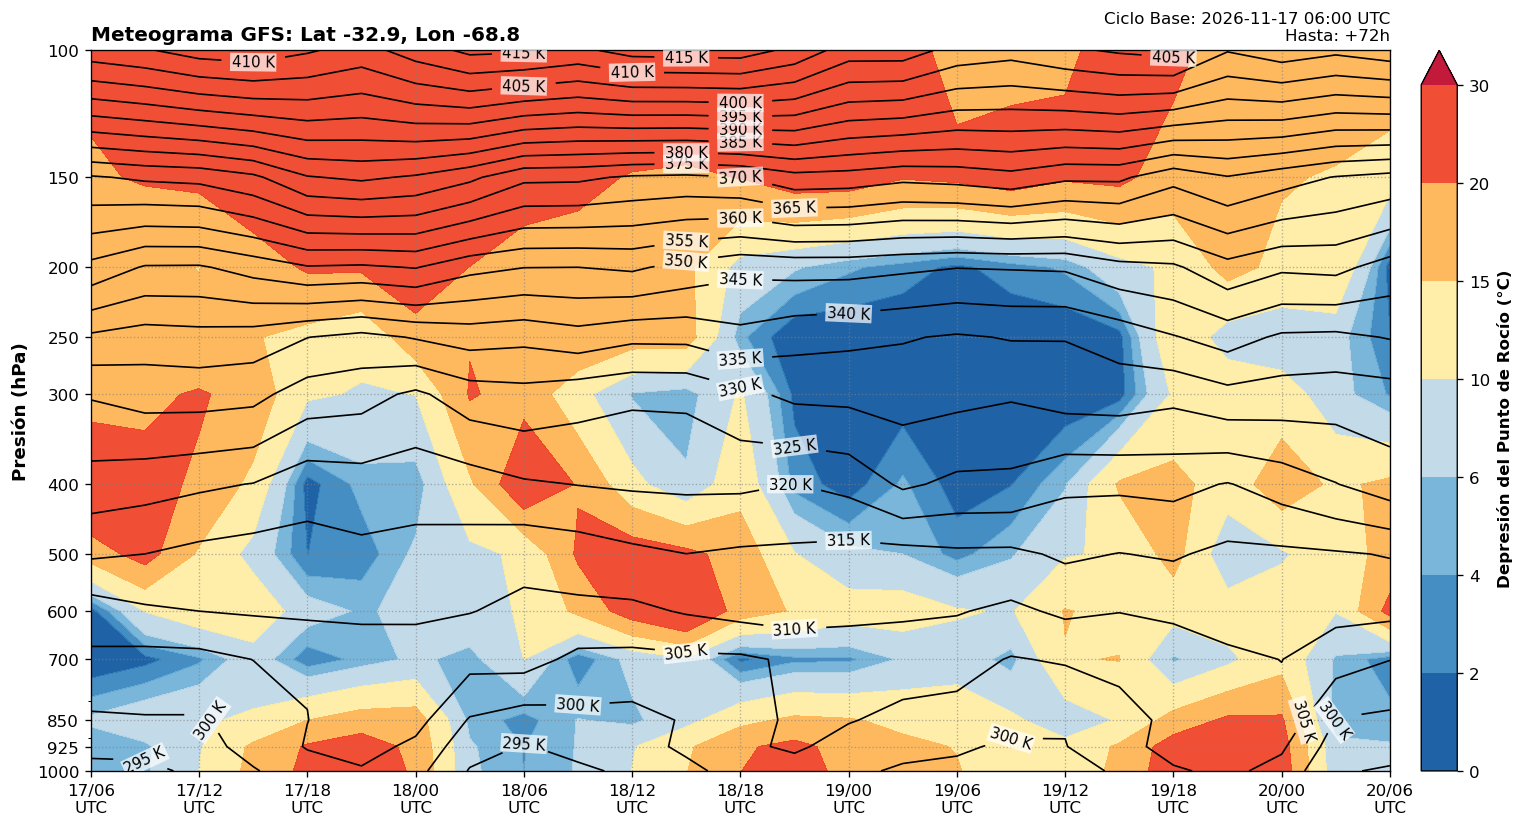 Meteograma GFS: Lat -32.9, Lon -68.8
Ciclo Base: 2026-11-17 06:00 UTC
Hasta: +72h
Presión (hPa)
100
150
200
250
300
400
500
600
700
850
925
1000
415 K
415 K
405 K
410 K
410 K
405 K
400 K
395 K
390 K
385 K
380 K
375 K
370 K
365 K
360 K
355 K
350 K
345 K
340 K
335 K
330 K
325 K
320 K
315 K
310 K
305 K
300 K
300 K
300 K
305 K
300 K
295 K
295 K
17/06
UTC
17/12
UTC
17/18
UTC
18/00
UTC
18/06
UTC
18/12
UTC
18/18
UTC
19/00
UTC
19/06
UTC
19/12
UTC
19/18
UTC
20/00
UTC
20/06
UTC
30
20
15
10
6
4
2
0
Depresión del Punto de Rocío (°C)